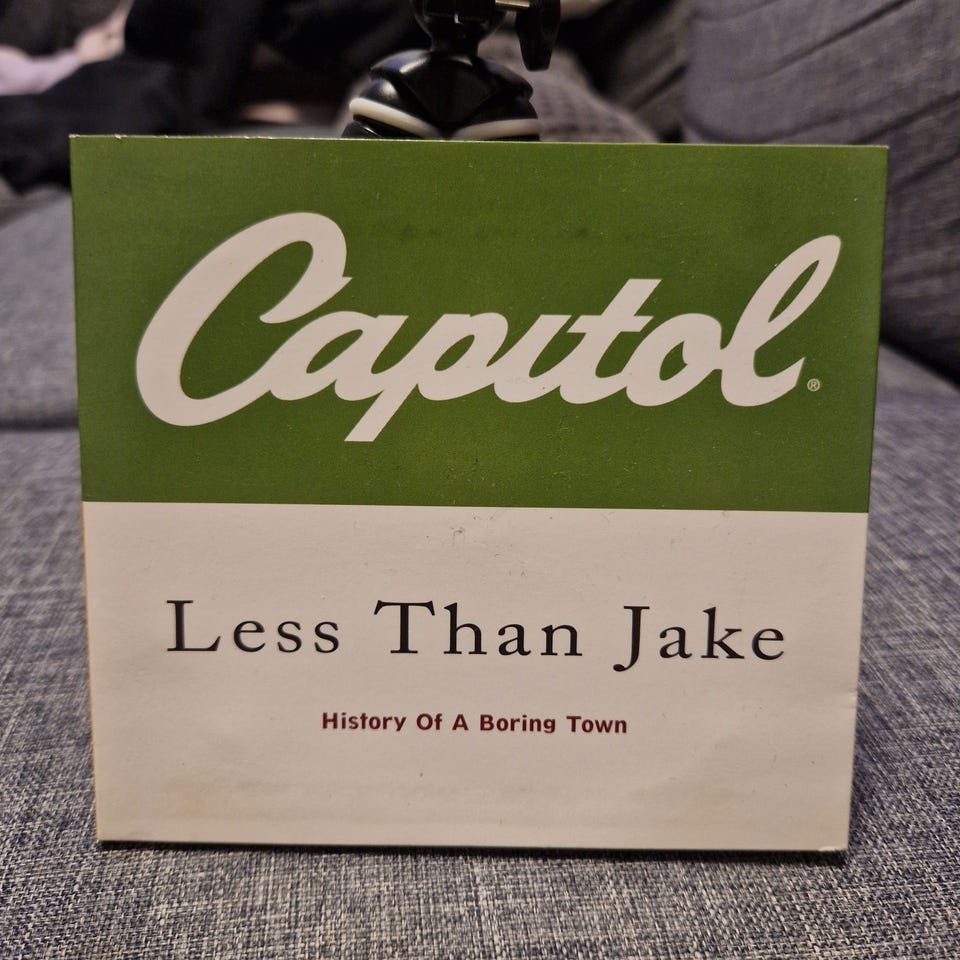 Capitol®
Less Than Jake
History Of A Boring Town